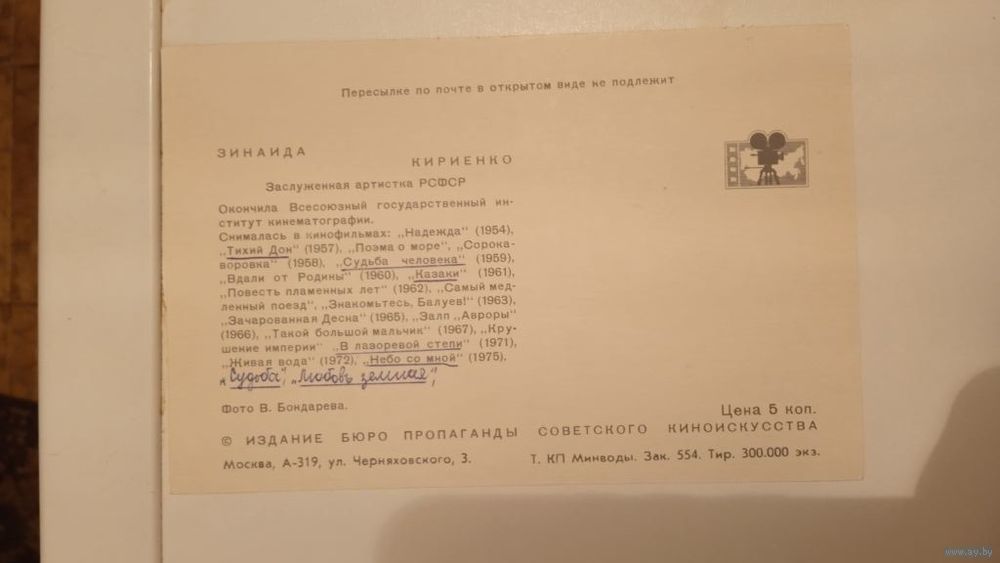 Пересылке по почте в открытом виде не подлежит
ЗИНАИДА
КИРИЕНКО
Заслуженная артистка РСФСР
Окончила Всесоюзный государственный ин-
ститут кинематографии.
Снималась в кинофильмах: „Надежда" (1954),
„Тихий Дон" (1957), „Поэма о море", „Сорока-
воровка" (1958), „Судьба человека" (1959),
„Вдали от Родины" (1960), „Казаки" (1961),
„Повесть пламенных лет" (1962), „Самый мед-
ленный поезд", „Знакомьтесь, Балуев!" (1963),
„Зачарованная Десна" (1965), „Залп „Авроры"
(1966), „Такой большой мальчик" (1967), „Кру-
шение империи" „В лазоревой степи" (1971),
„Живая вода" (1972), „Небо со мной" (1975).
„Судьба", „Любовь земная",
Фото В. Бондарева.
Цена 5 коп.
© ИЗДАНИЕ БЮРО ПРОПАГАНДЫ СОВЕТСКОГО КИНОИСКУССТВА
Москва, А-319, ул. Черняховского, 3.
Т. КП Минводы. Зак. 554. Тир. 300.000 экз.
www.ay.by